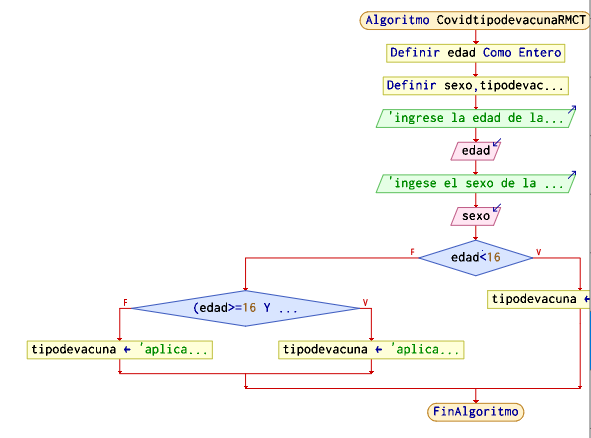 Algoritmo CovidtipodevacunaRMCT
Definir edad Como Entero
Definir sexo,tipodevac...
'ingrese la edad de la...
edad
'ingese el sexo de la ...
sexo
F edad<16 V
tipodevacuna ←
F (edad>=16 Y ... V
tipodevacuna ← 'aplica... tipodevacuna ← 'aplica...
FinAlgoritmo